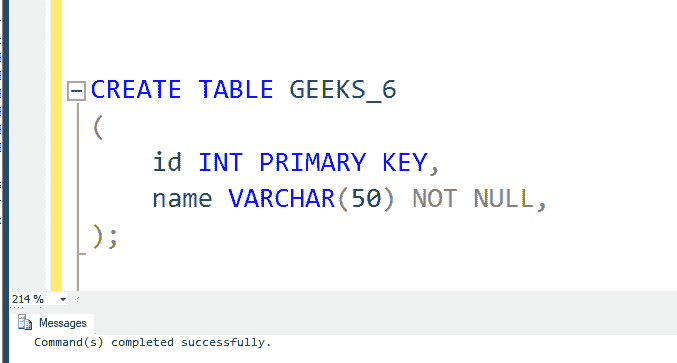 CREATE TABLE GEEKS_6
(
id INT PRIMARY KEY,
name VARCHAR(50) NOT NULL,
);
214 %
Messages
Command(s) completed successfully.